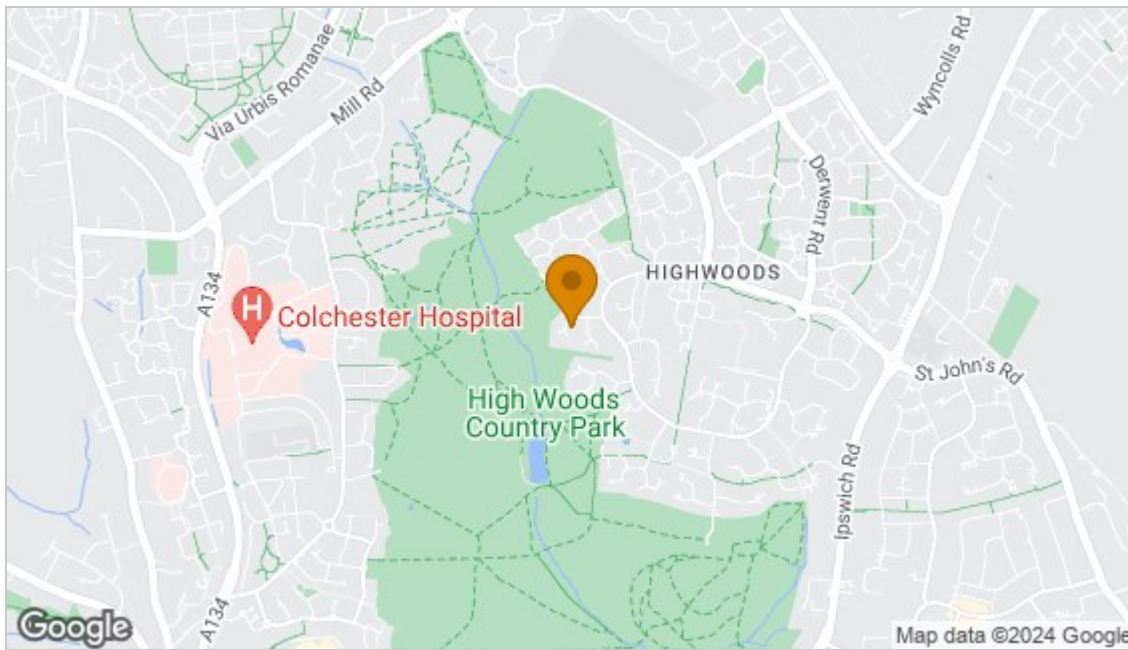 Via Urbis Romanae
Mill Rd
Wyncolls Rd
Derwent Rd
HIGHWOODS
A134
H
Colchester Hospital
High Woods
Country Park
St John's Rd
Ipswich Rd
A134
Google
Map data ©2024 Google